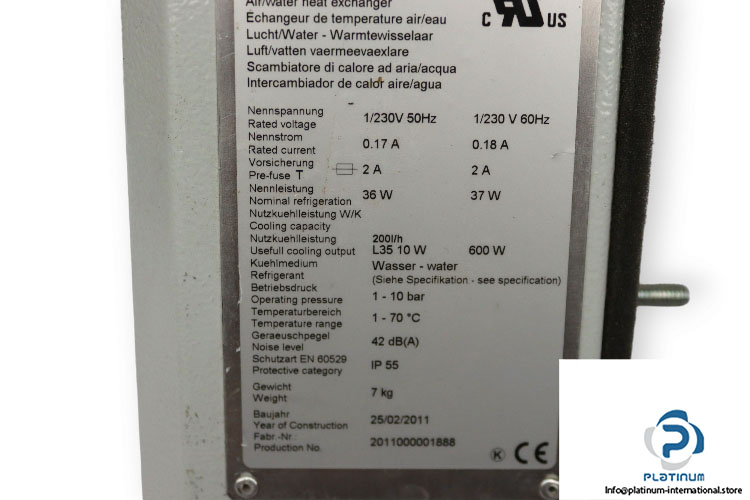 Air/water heat exchanger
Échangeur de temperature air/eau
Lucht/Water - Warmtewisselaar
Luft/vatten vaermeevaexlare
Scambiatore di calore ad aria/acqua
Intercambiador de calor aire/agua
C UR US
Nennspannung
Rated voltage 1/230V 50Hz 1/230 V 60Hz
Nennstrom
Rated current 0.17 A 0.18 A
Vorsicherung
Pre-fuse T 2 A 2 A
Nennleistung
Nominal refrigeration 36 W 37 W
Nutzkuehlleistung W/K
Cooling capacity
Nutzkuehlleistung 200l/h
Usefull cooling output L35 10 W 600 W
Kuehlmedium Wasser - water
Refrigerant (Siehe Specifikation - see specification)
Betriebsdruck
Operating pressure 1 - 10 bar
Temperaturbereich
Temperature range 1 - 70 °C
Geraeuschpegel
Noise level 42 dB(A)
Schutzart EN 60529
Protective category IP 55
Gewicht
Weight 7 kg
Baujahr
Year of Construction 25/02/2011
Fabr.-Nr.:
Production No. 2011000001888
K CE
PLATINUM
Info@platinum-international.store